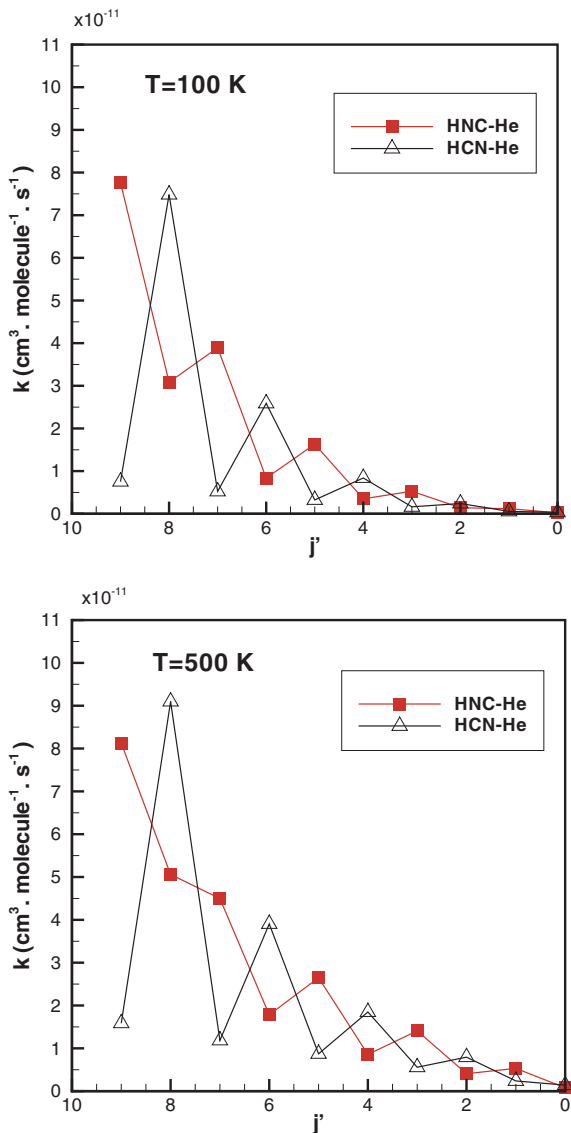 x10⁻¹¹
11
10
9
8
7
6
5
4
3
2
1
0
k (cm³. molecule⁻¹. s⁻¹)
T=100 K
HNC-He
HCN-He
10 8 6 4 2 0
j'
x10⁻¹¹
11
10
9
8
7
6
5
4
3
2
1
0
k (cm³. molecule⁻¹. s⁻¹)
T=500 K
HNC-He
HCN-He
10 8 6 4 2 0
j'